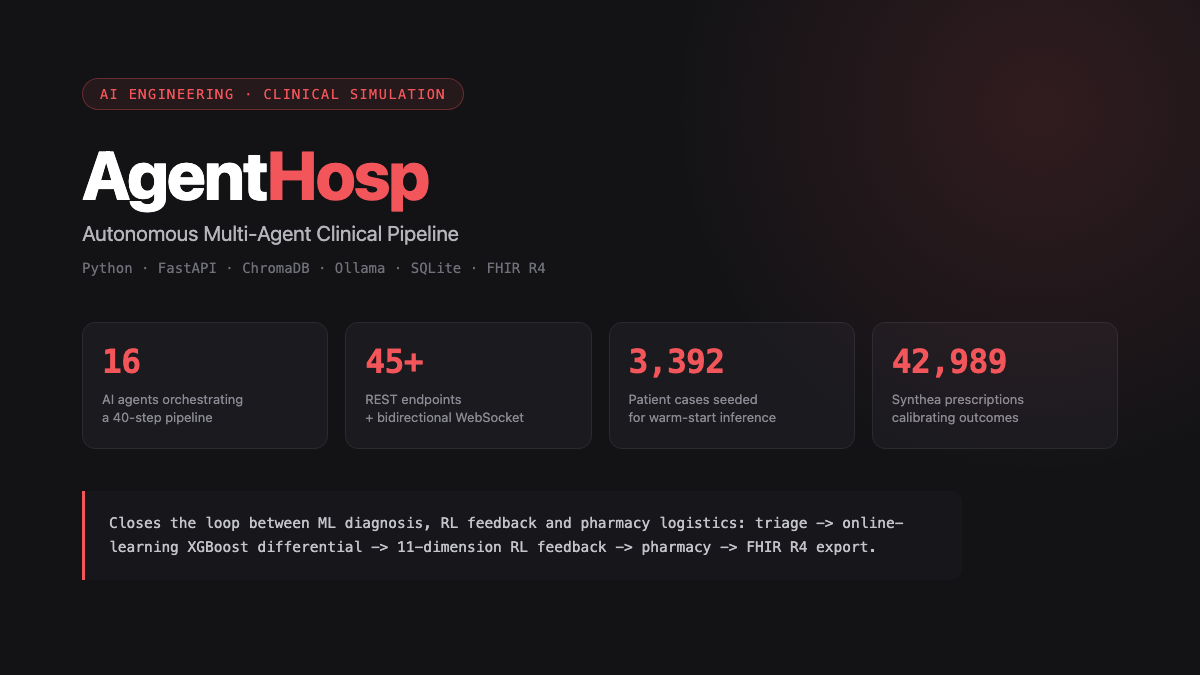 AI ENGINEERING · CLINICAL SIMULATION
AgentHosp
Autonomous Multi-Agent Clinical Pipeline
Python · FastAPI · ChromaDB · Ollama · SQLite · FHIR R4
16
AI agents orchestrating
a 40-step pipeline
45+
REST endpoints
+ bidirectional WebSocket
3,392
Patient cases seeded
for warm-start inference
42,989
Synthea prescriptions
calibrating outcomes
Closes the loop between ML diagnosis, RL feedback and pharmacy logistics: triage -> online-
learning XGBoost differential -> 11-dimension RL feedback -> pharmacy -> FHIR R4 export.